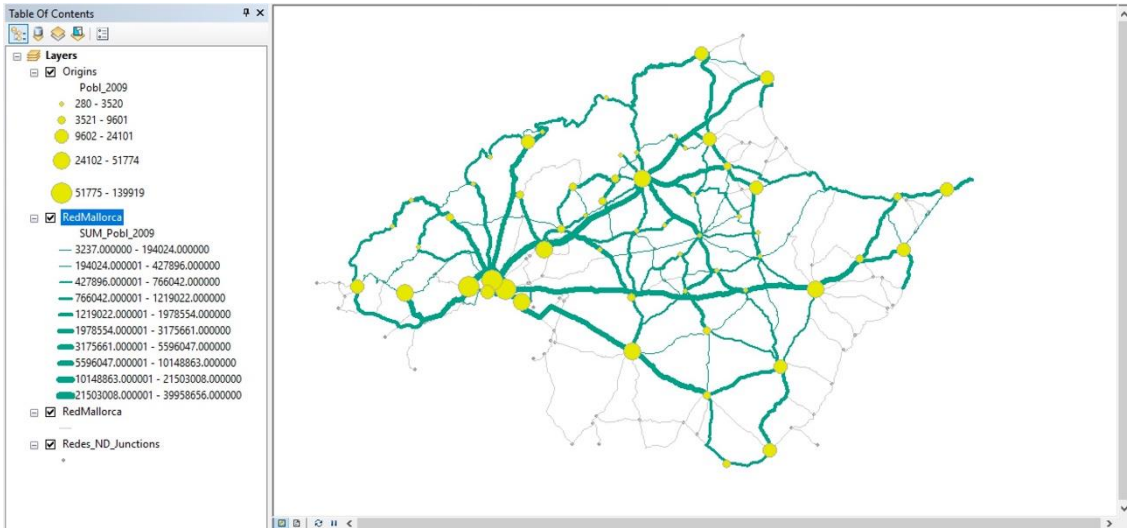 Table Of Contents
Layers
Origins
Pobl_2009
280 - 3520
3521 - 9601
9602 - 24101
24102 - 51774
51775 - 139919
RedMallorca
SUM_Pobl_2009
3237.000000 - 194024.000000
194024.000001 - 427896.000000
427896.000001 - 766042.000000
766042.000001 - 1219022.000000
1219022.000001 - 1978554.000000
1978554.000001 - 3175661.000000
3175661.000001 - 5596047.000000
5596047.000001 - 10148863.000000
10148863.000001 - 21503008.000000
21503008.000001 - 39958656.000000
RedMallorca
Redes_ND_Junctions